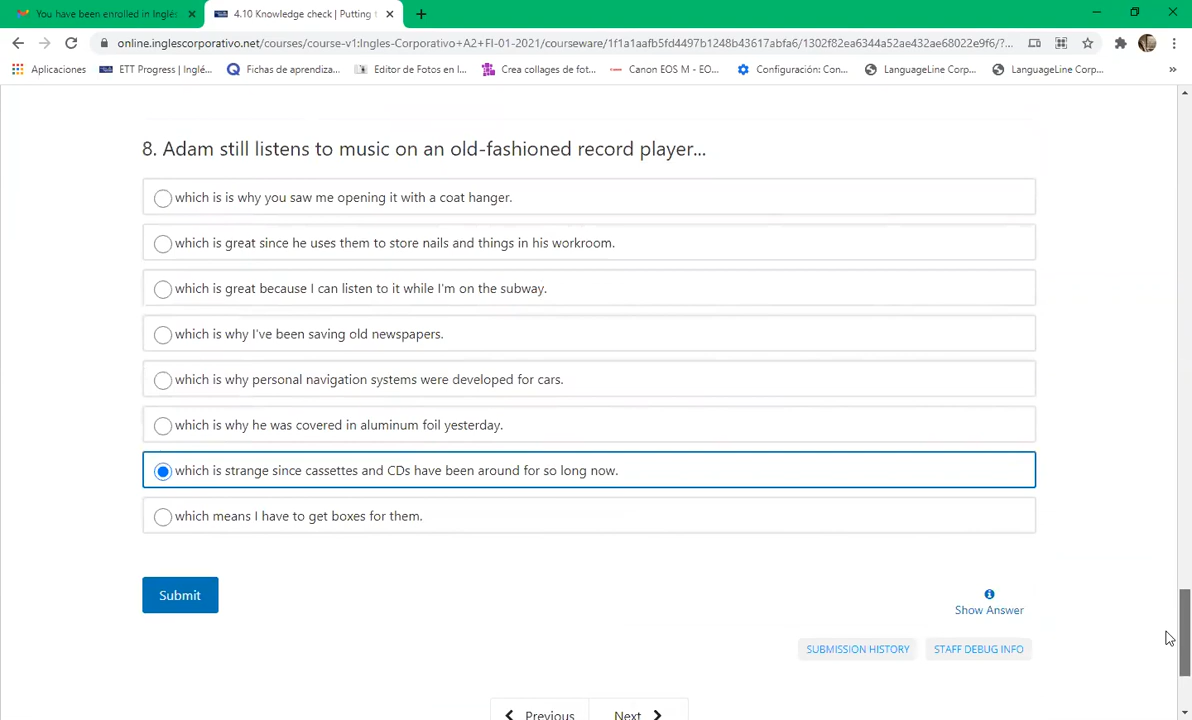 You have been enrolled in Inglés
4.10 Knowledge check | Putting t
online.inglescorporativo.net/courses/course-v1:Ingles-Corporativo+A2+FI-01-2021/courseware/1f1a1aafb5fd4497b1248b43617abfa6/1302f82ea6344a52ae432ae68022e9f6/?...
Aplicaciones ETT Progress | Inglé... Fichas de aprendiza... Editor de Fotos en l... Crea collages de fot... Canon EOS M - EO... Configuración: Con... LanguageLine Corp... LanguageLine Corp... »
8. Adam still listens to music on an old-fashioned record player...
which is is why you saw me opening it with a coat hanger.
which is great since he uses them to store nails and things in his workroom.
which is great because I can listen to it while I'm on the subway.
which is why I've been saving old newspapers.
which is why personal navigation systems were developed for cars.
which is why he was covered in aluminum foil yesterday.
which is strange since cassettes and CDs have been around for so long now.
which means I have to get boxes for them.
Submit
Show Answer
SUBMISSION HISTORY STAFF DEBUG INFO
Previous Next